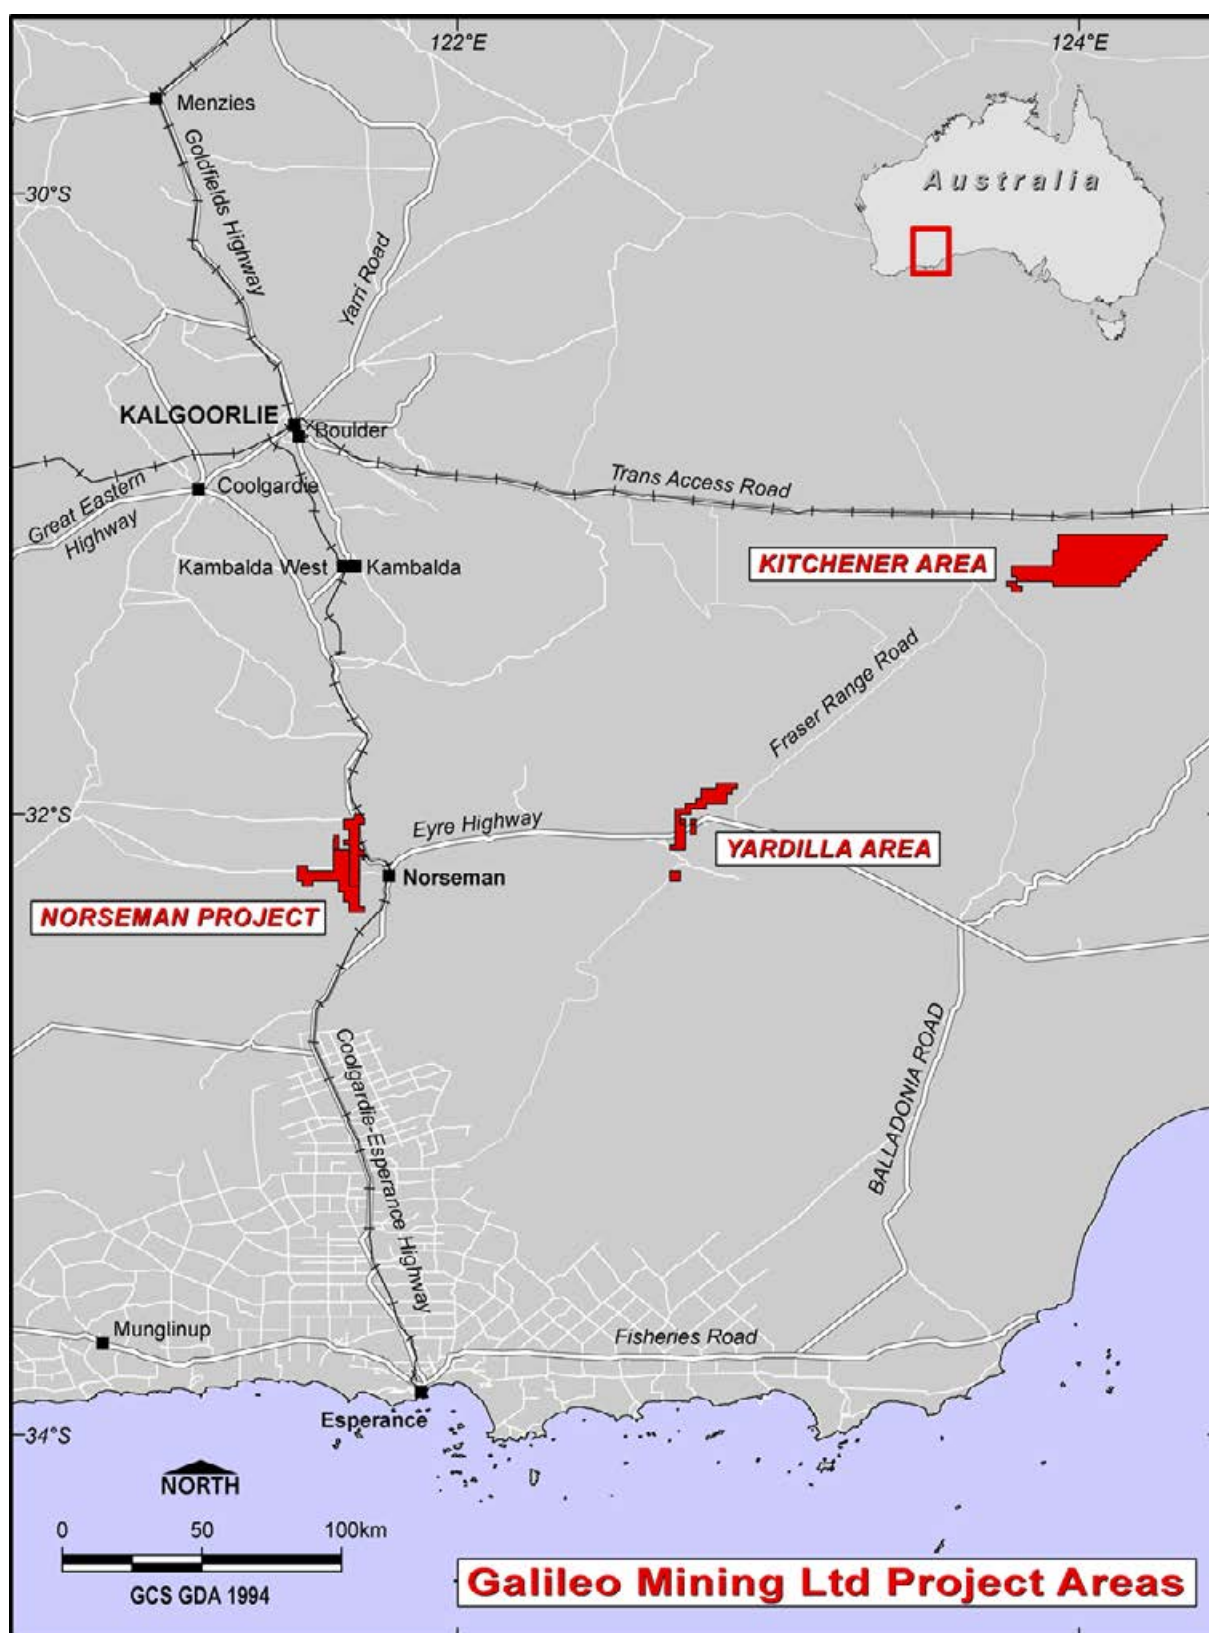 122°E
124°E
Menzies
Goldfields Highway
30°S
Australia
Yarri Road
KALGOORLIE
Boulder
Coolgardie
Great Eastern
Highway
Trans Access Road
Kambalda West
Kambalda
KITCHENER AREA
Fraser Range Road
32°S
Eyre Highway
YARDILLA AREA
Norseman
NORSEMAN PROJECT
BALLADONIA ROAD
Coolgardie-Esperance Highway
Munglinup
Fisheries Road
Esperance
34°S
NORTH
0 50 100km
GCS GDA 1994
Galileo Mining Ltd Project Areas